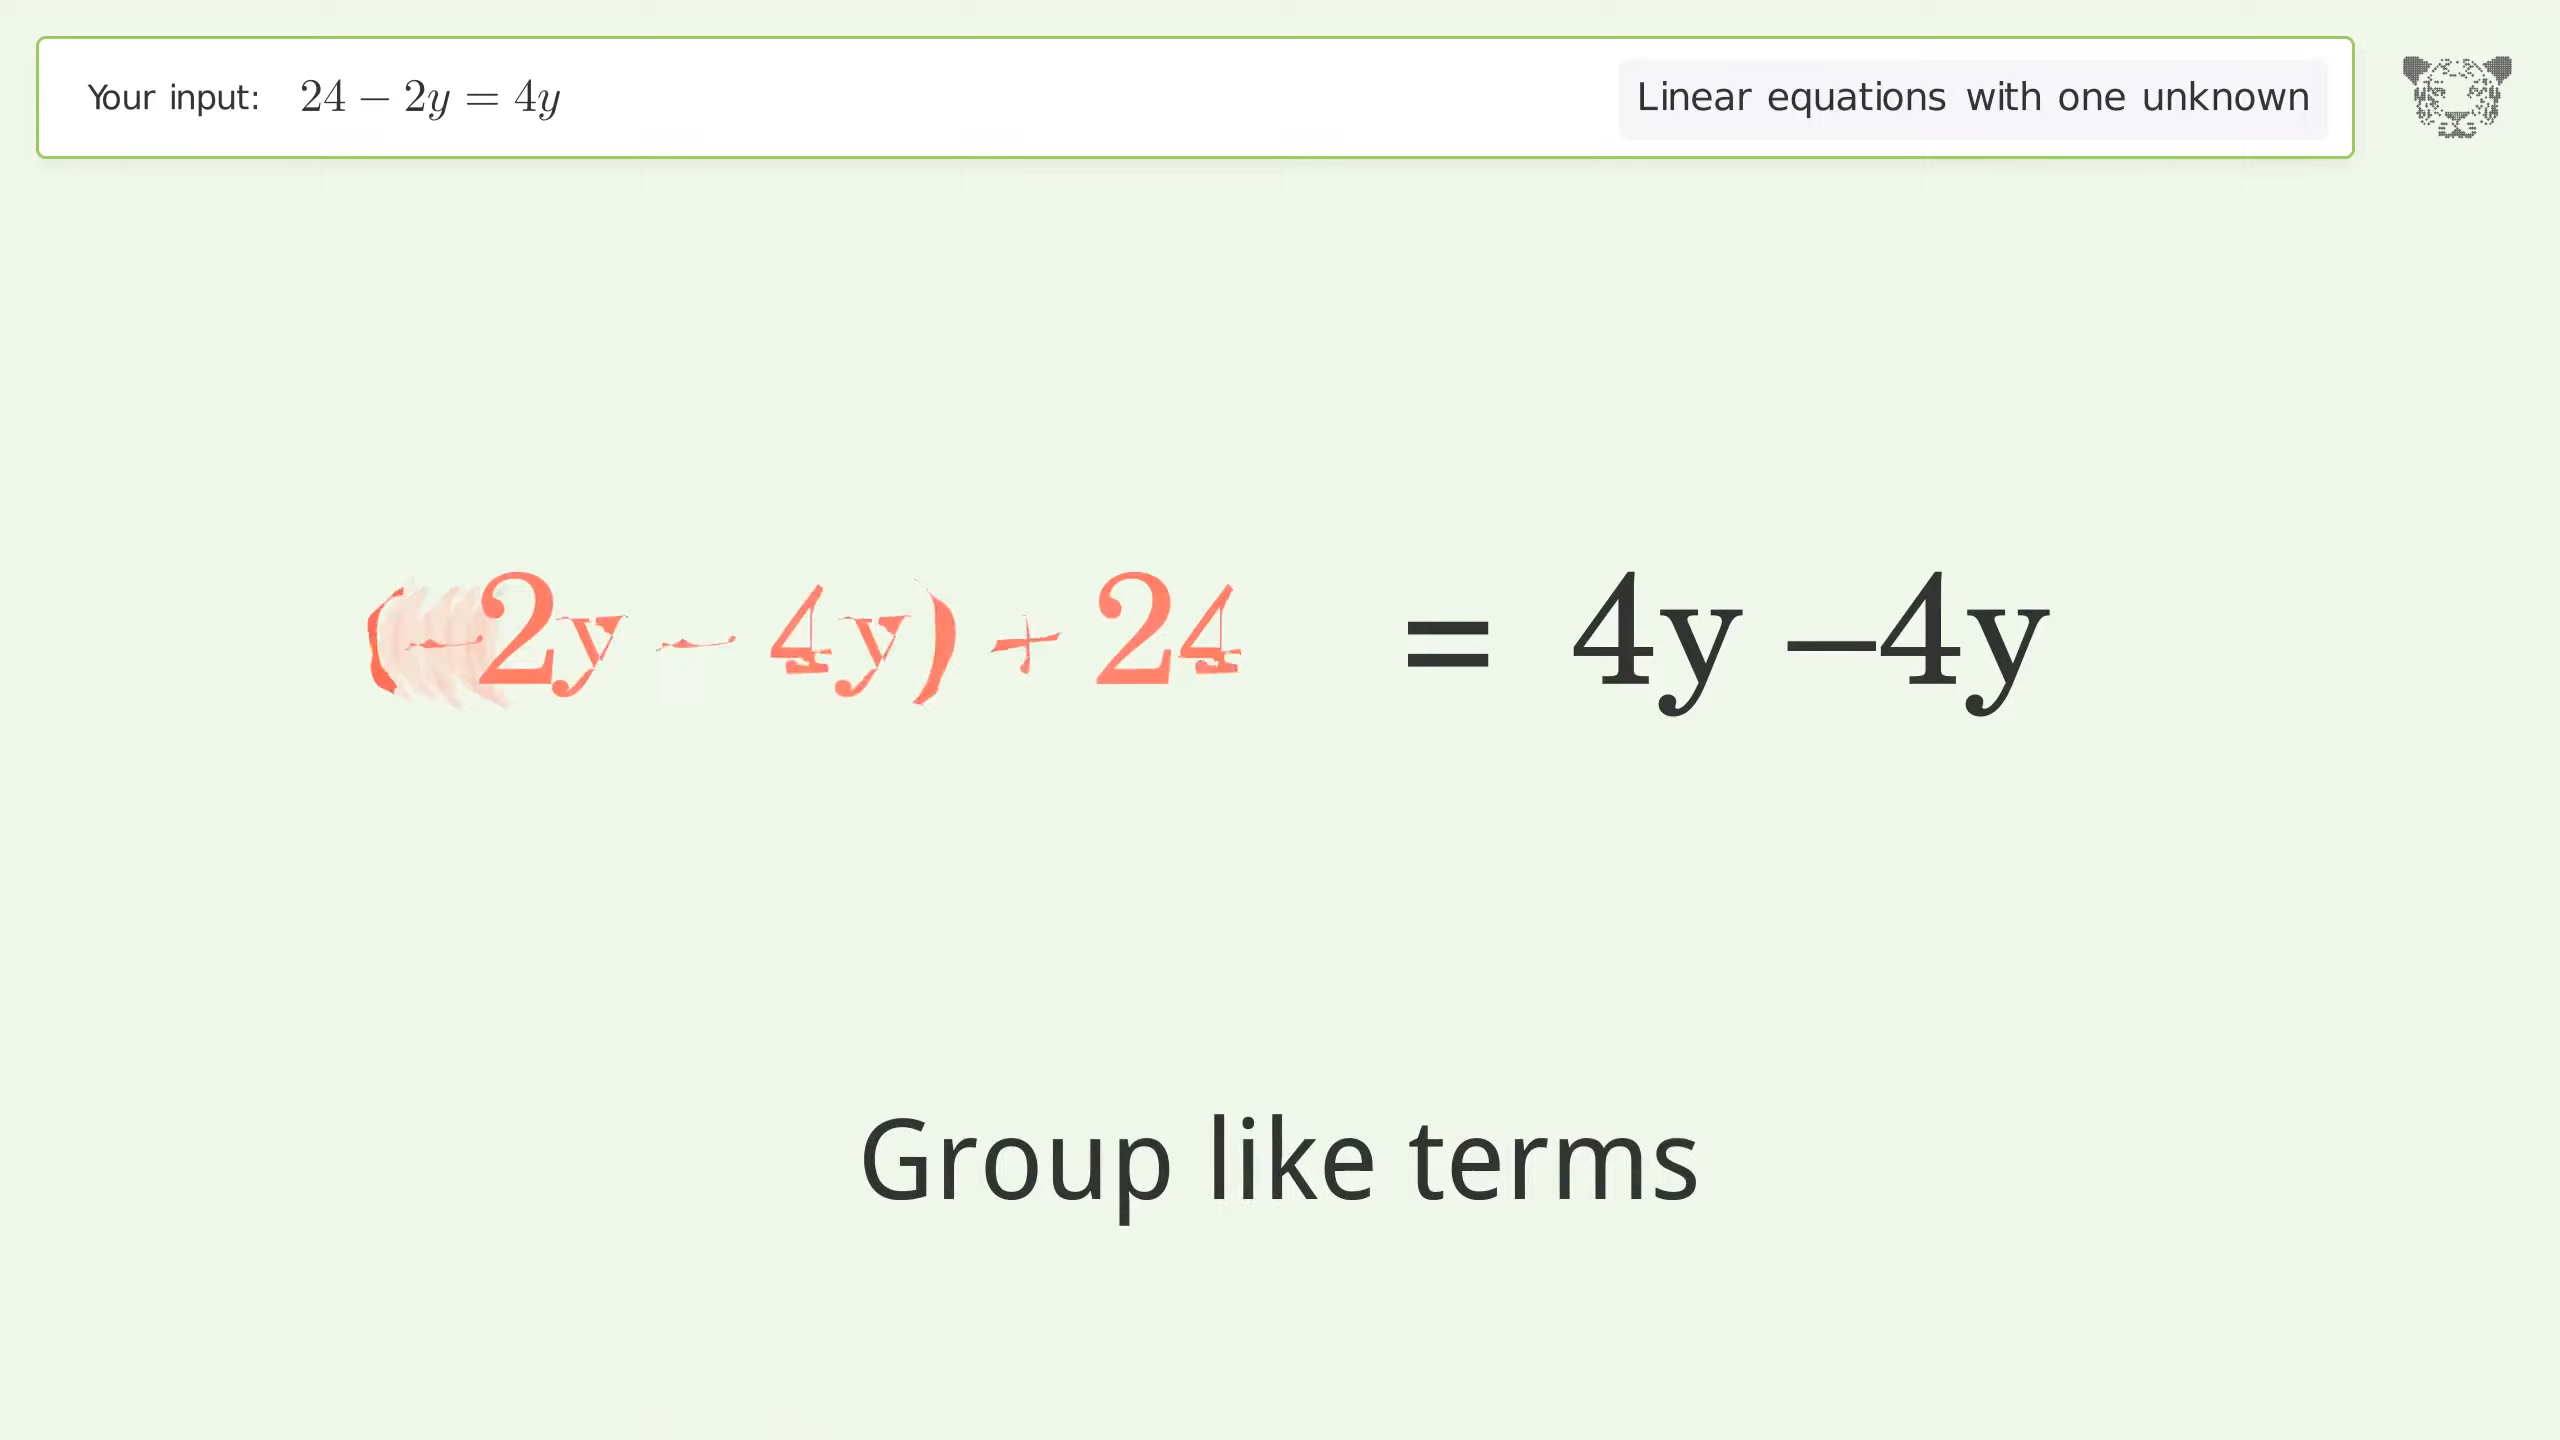 Your input: 24 − 2y = 4y
Linear equations with one unknown
(−2y − 4y) + 24 = 4y −4y
Group like terms